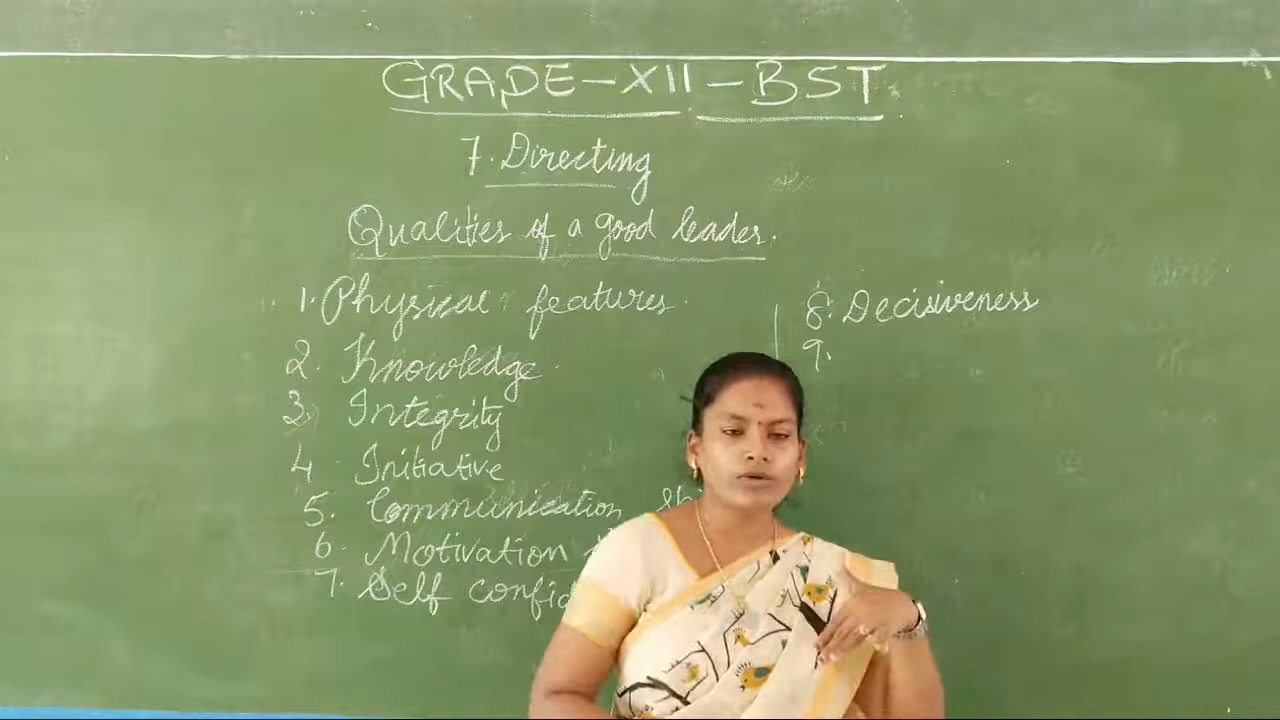 GRADE-XII-BST
7. Directing
Qualities of a good leader.
1. Physical features
2. Knowledge
3. Integrity
4. Initiative
5. Communication
6. Motivation
7. Self
8. Decisiveness
9.